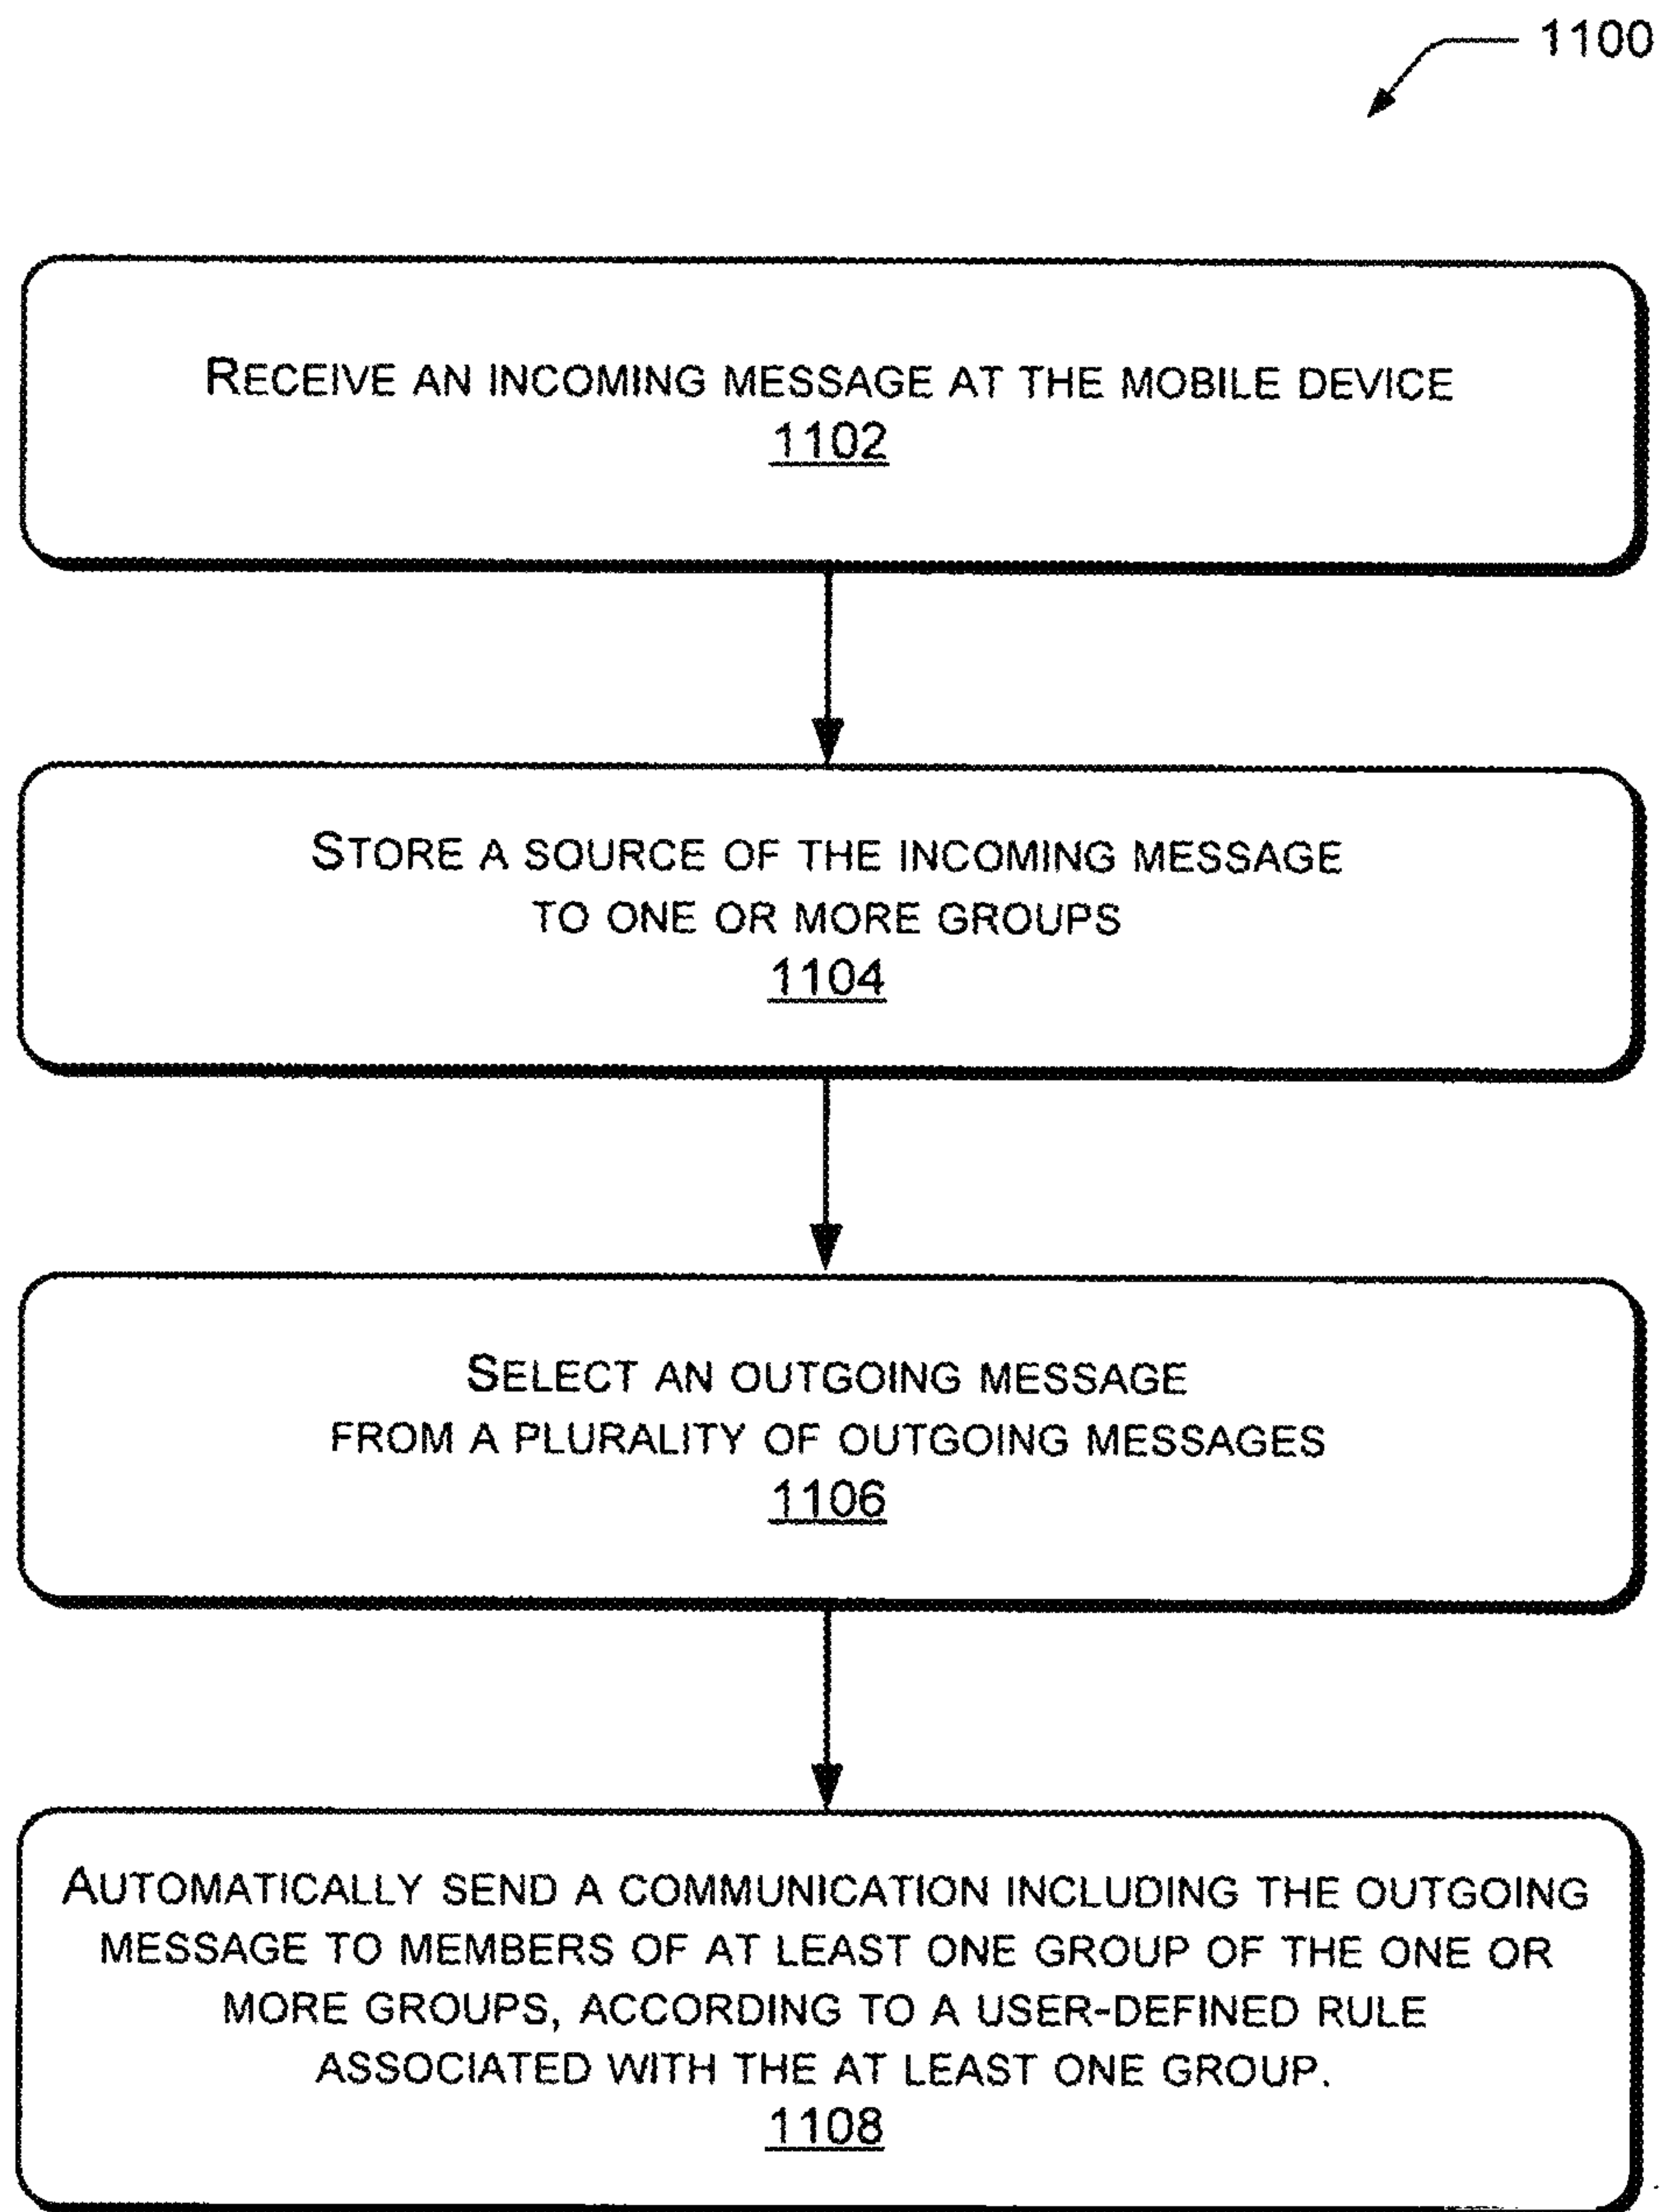 1100
RECEIVE AN INCOMING MESSAGE AT THE MOBILE DEVICE
1102
STORE A SOURCE OF THE INCOMING MESSAGE
TO ONE OR MORE GROUPS
1104
SELECT AN OUTGOING MESSAGE
FROM A PLURALITY OF OUTGOING MESSAGES
1106
AUTOMATICALLY SEND A COMMUNICATION INCLUDING THE OUTGOING
MESSAGE TO MEMBERS OF AT LEAST ONE GROUP OF THE ONE OR
MORE GROUPS, ACCORDING TO A USER-DEFINED RULE
ASSOCIATED WITH THE AT LEAST ONE GROUP.
1108